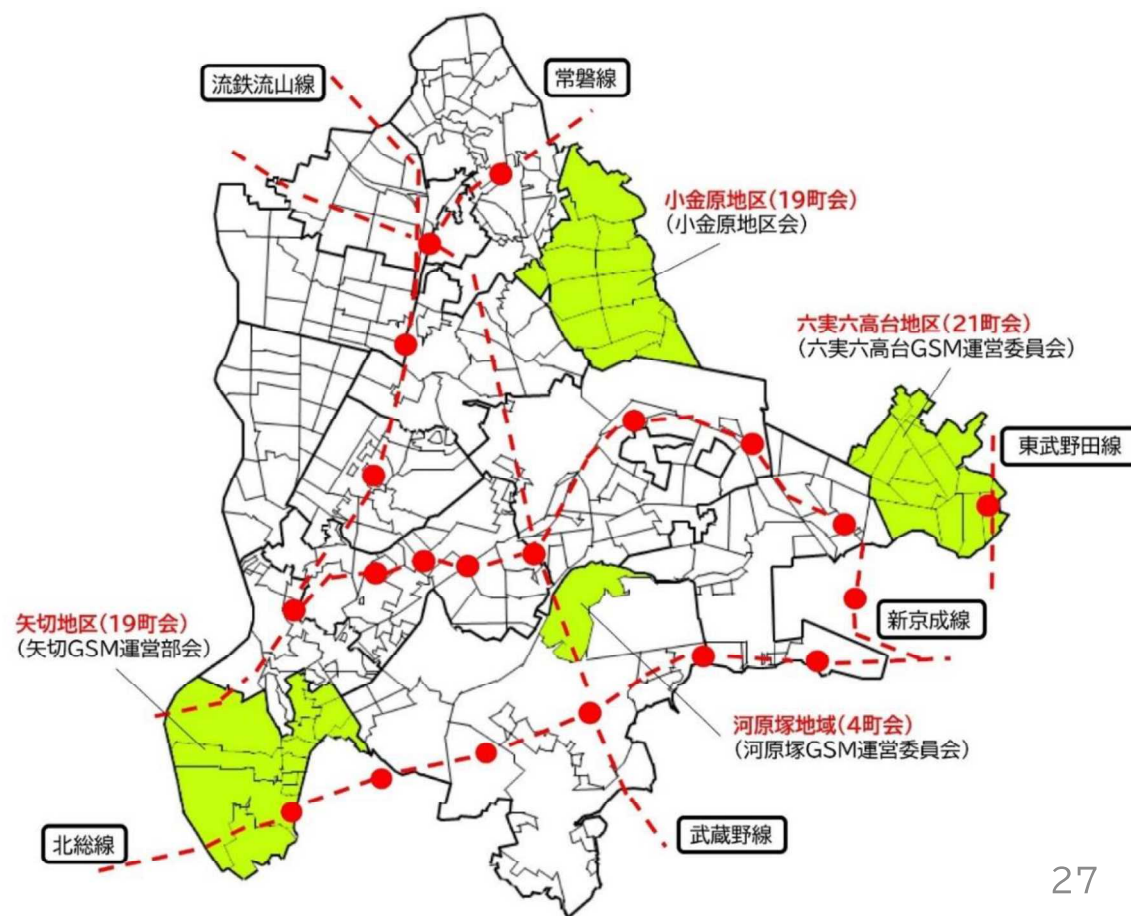 流鉄流山線
常磐線
小金原地区(19町会)
(小金原地区会)
六実六高台地区(21町会)
(六実六高台GSM運営委員会)
東武野田線
矢切地区(19町会)
(矢切GSM運営部会)
新京成線
河原塚地域(4町会)
(河原塚GSM運営委員会)
北総線
武蔵野線
27